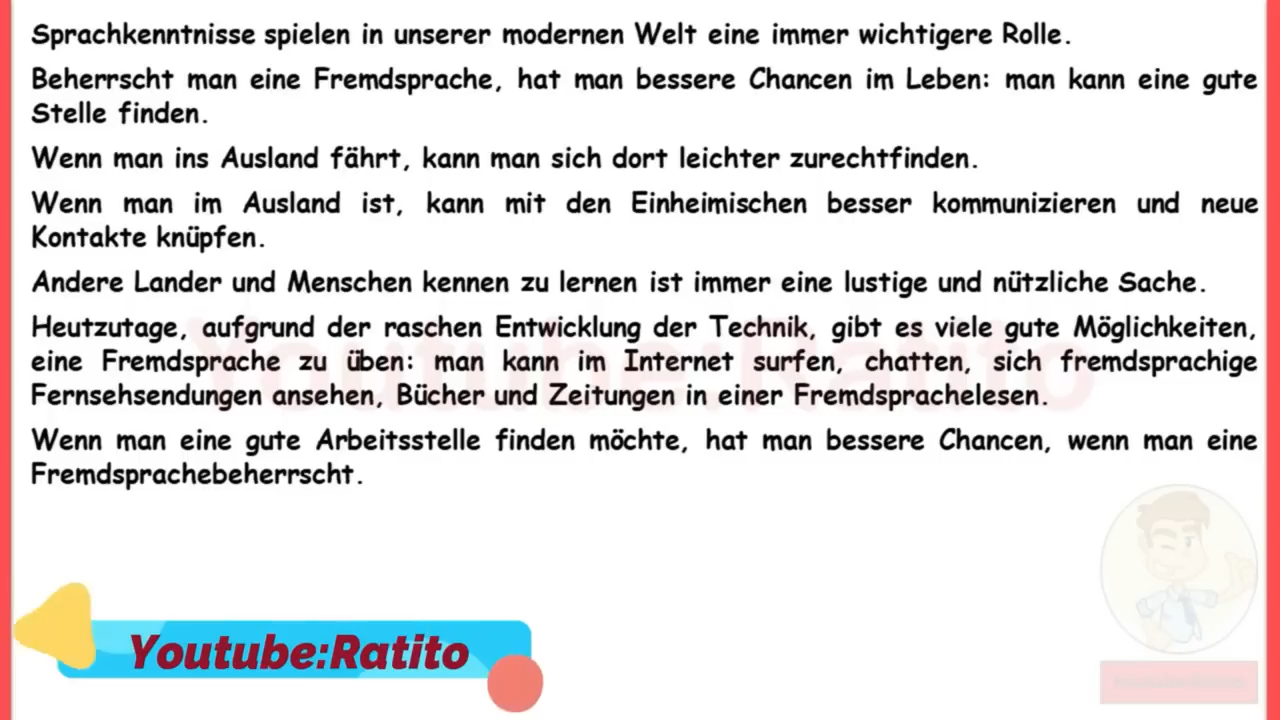 Sprachkenntnisse spielen in unserer modernen Welt eine immer wichtigere Rolle.
Beherrscht man eine Fremdsprache, hat man bessere Chancen im Leben: man kann eine gute
Stelle finden.
Wenn man ins Ausland fährt, kann man sich dort leichter zurechtfinden.
Wenn man im Ausland ist, kann mit den Einheimischen besser kommunizieren und neue
Kontakte knüpfen.
Andere Lander und Menschen kennen zu lernen ist immer eine lustige und nützliche Sache.
Heutzutage, aufgrund der raschen Entwicklung der Technik, gibt es viele gute Möglichkeiten,
eine Fremdsprache zu üben: man kann im Internet surfen, chatten, sich fremdsprachige
Fernsehsendungen ansehen, Bücher und Zeitungen in einer Fremdsprachelesen.
Wenn man eine gute Arbeitsstelle finden möchte, hat man bessere Chancen, wenn man eine
Fremdsprachebeherrscht.
Youtube:Ratito
Youtube:Ratito